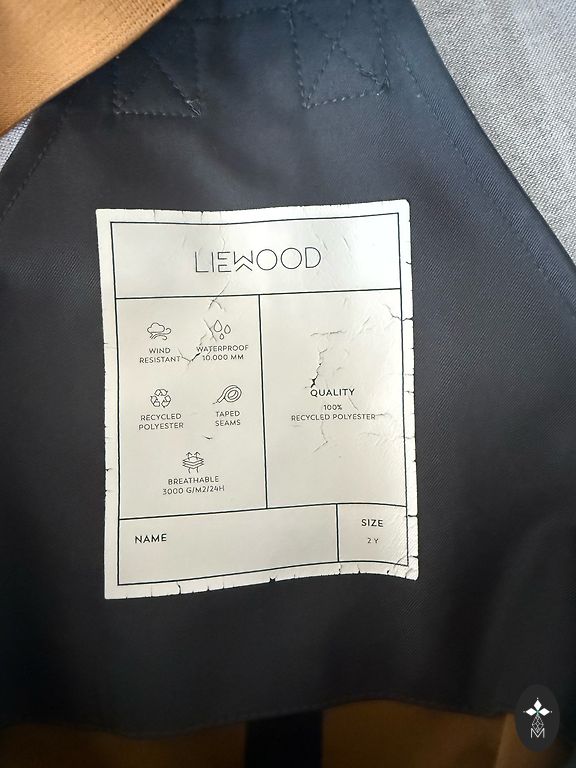 LIEWOOD
WIND
RESISTANT
WATERPROOF
10.000 MM
RECYCLED
POLYESTER
TAPED
SEAMS
BREATHABLE
3000 G/M2/24H
QUALITY
100%
RECYCLED POLYESTER
NAME
SIZE
2 Y
M